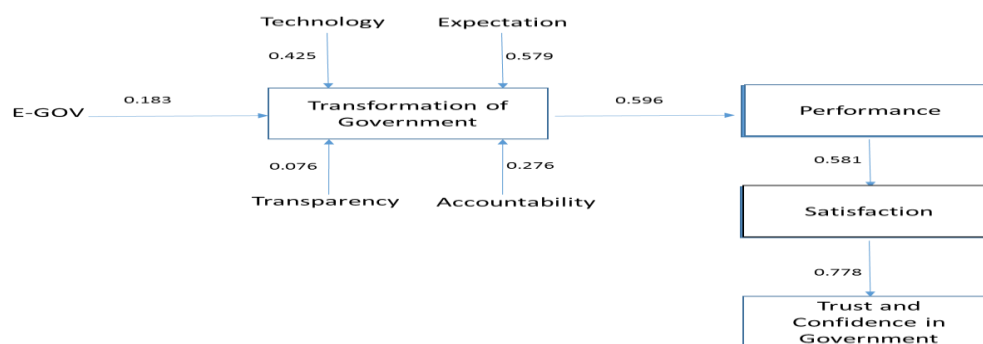 Technology
Expectation
0.425
0.579
E-GOV
0.183
Transformation of
Government
0.596
Performance
0.076
0.276
0.581
Transparency
Accountability
Satisfaction
0.778
Trust and
Confidence in
Government